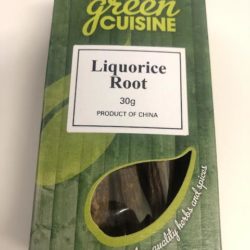 green
CUISINE
Liquorice
Root
30g
PRODUCT OF CHINA
quality herbs and spices